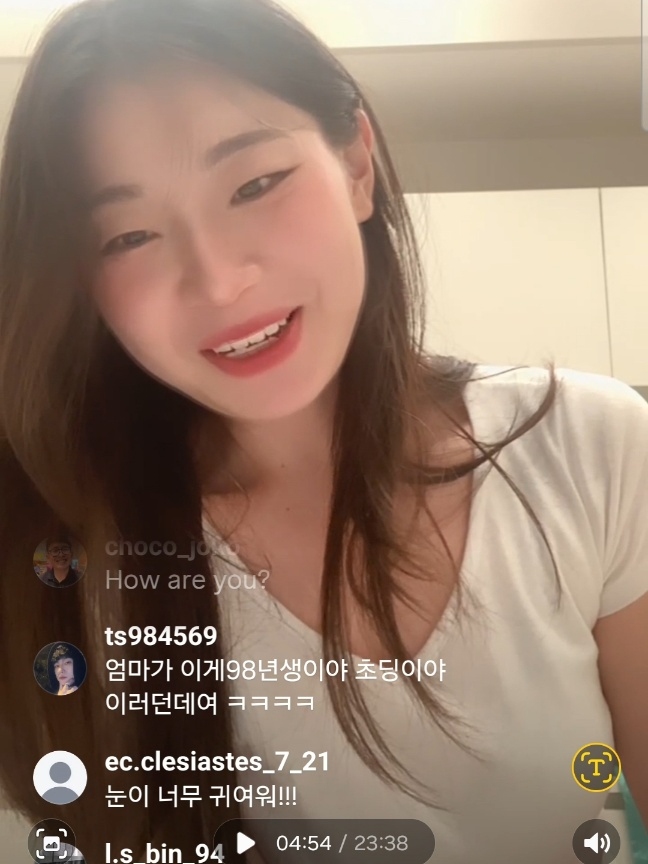 How are you?
ts984569
엄마가 이게98년생이야 초딩이야
이러던데여 ㅋㅋㅋㅋ
ec.clesiastes_7_21
눈이 너무 귀여워!!!
l.s_bin_94
04:54 / 23:38